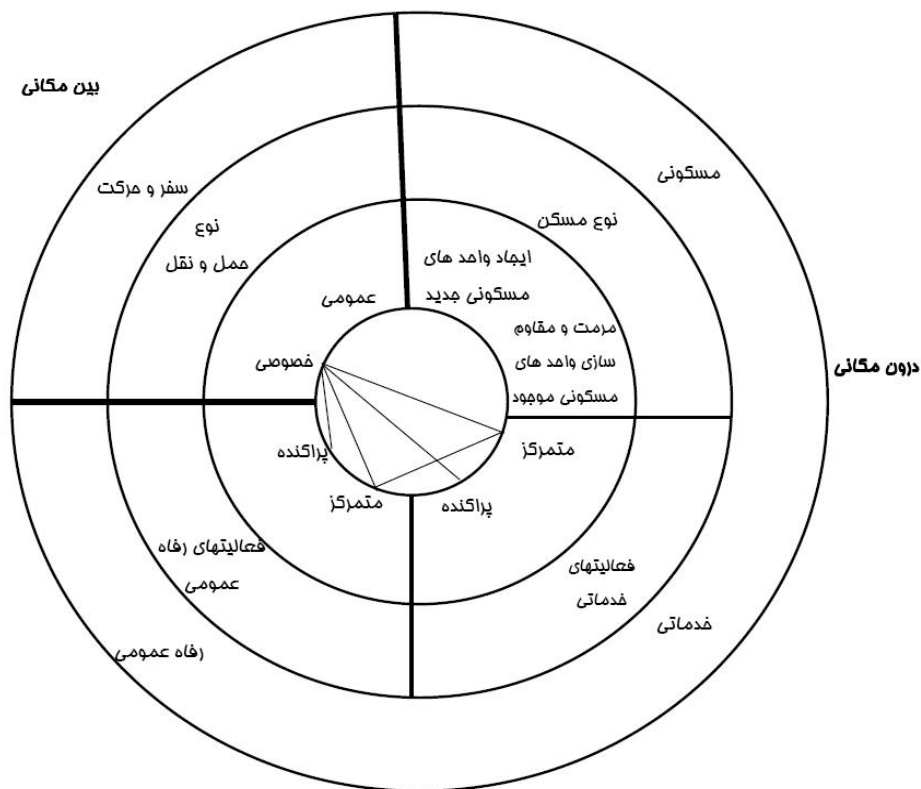 بین مکانی
مسکونی
سفر و حرکت
نوع مسکن
نوع
حمل و نقل
ایجاد واحد های
مسکونی جدید
عمومی
مرمت و مقاوم
سازی واحد های
مسکونی موجود
خصوصی
درون مکانی
پراکنده
متمرکز
متمرکز
پراکنده
فعالیتهای رفاه
عمومی
فعالیتهای
خدماتی
رفاه عمومی
خدماتی